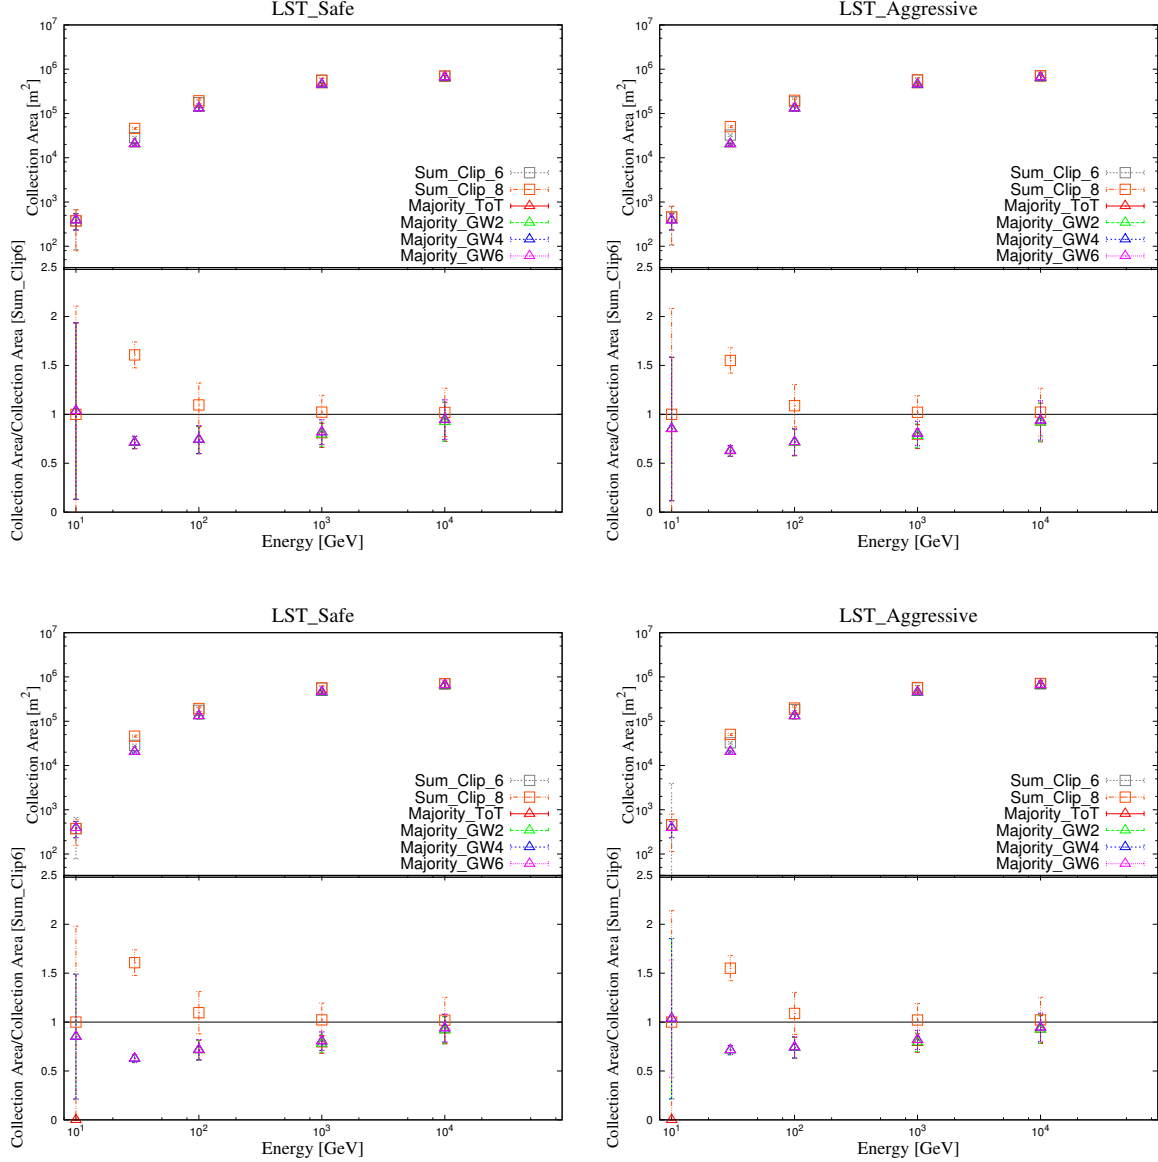 LST_Safe
10^7
10^6
10^5
10^4
10^3
10^2
Collection Area [m^2]
Sum_Clip_6
Sum_Clip_8
Majority_ToT
Majority_GW2
Majority_GW4
Majority_GW6
2.5
2
1.5
1
0.5
0
Collection Area/Collection Area [Sum_Clip6]
10^1 10^2 10^3 10^4
Energy [GeV]
LST_Aggressive
10^7
10^6
10^5
10^4
10^3
10^2
Collection Area [m^2]
Sum_Clip_6
Sum_Clip_8
Majority_ToT
Majority_GW2
Majority_GW4
Majority_GW6
2.5
2
1.5
1
0.5
0
Collection Area/Collection Area [Sum_Clip6]
10^1 10^2 10^3 10^4
Energy [GeV]
LST_Safe
10^7
10^6
10^5
10^4
10^3
10^2
Collection Area [m^2]
Sum_Clip_6
Sum_Clip_8
Majority_ToT
Majority_GW2
Majority_GW4
Majority_GW6
2.5
2
1.5
1
0.5
0
Collection Area/Collection Area [Sum_Clip6]
10^1 10^2 10^3 10^4
Energy [GeV]
LST_Aggressive
10^7
10^6
10^5
10^4
10^3
10^2
Collection Area [m^2]
Sum_Clip_6
Sum_Clip_8
Majority_ToT
Majority_GW2
Majority_GW4
Majority_GW6
2.5
2
1.5
1
0.5
0
Collection Area/Collection Area [Sum_Clip6]
10^1 10^2 10^3 10^4
Energy [GeV]